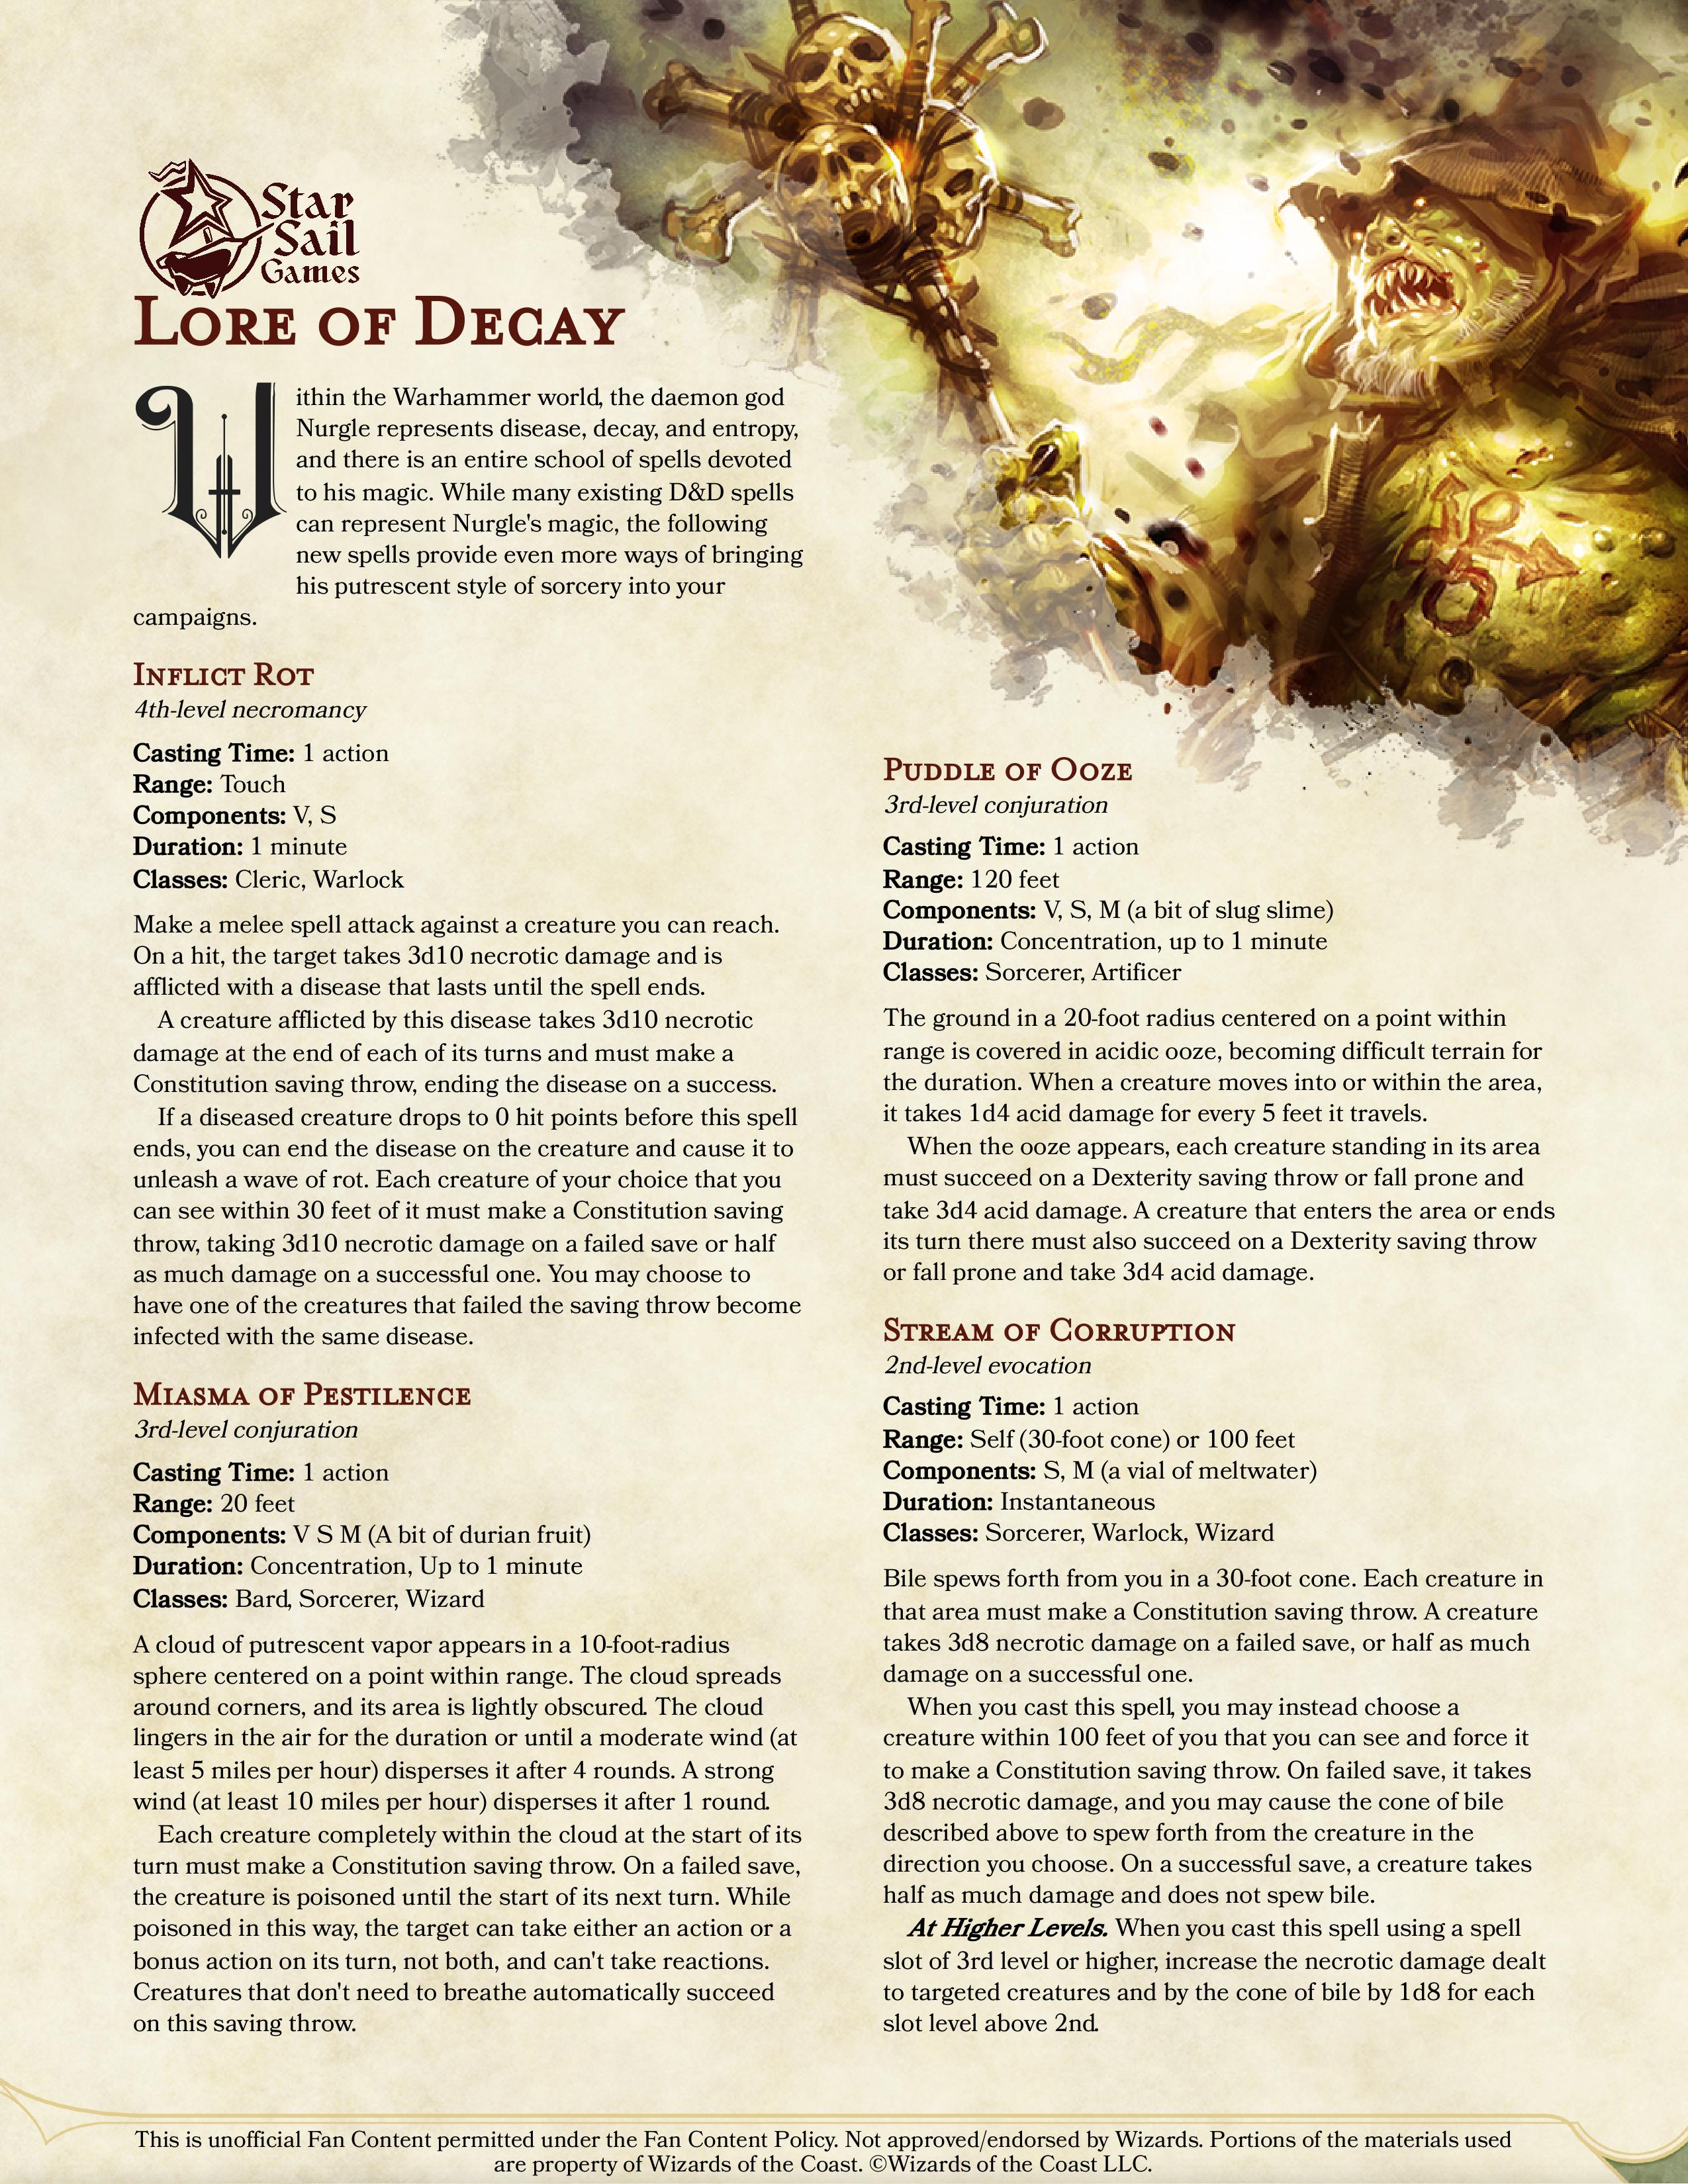 Star
Sail
Games
Lore of Decay
Within the Warhammer world, the daemon god
Nurgle represents disease, decay, and entropy,
and there is an entire school of spells devoted
to his magic. While many existing D&D spells
can represent Nurgle's magic, the following
new spells provide even more ways of bringing
his putrescent style of sorcery into your
campaigns.
Inflict Rot
4th-level necromancy
Casting Time: 1 action
Range: Touch
Components: V, S
Duration: 1 minute
Classes: Cleric, Warlock
Make a melee spell attack against a creature you can reach.
On a hit, the target takes 3d10 necrotic damage and is
afflicted with a disease that lasts until the spell ends.
A creature afflicted by this disease takes 3d10 necrotic
damage at the end of each of its turns and must make a
Constitution saving throw, ending the disease on a success.
If a diseased creature drops to 0 hit points before this spell
ends, you can end the disease on the creature and cause it to
unleash a wave of rot. Each creature of your choice that you
can see within 30 feet of it must make a Constitution saving
throw, taking 3d10 necrotic damage on a failed save or half
as much damage on a successful one. You may choose to
have one of the creatures that failed the saving throw become
infected with the same disease.
Miasma of Pestilence
3rd-level conjuration
Casting Time: 1 action
Range: 20 feet
Components: V S M (A bit of durian fruit)
Duration: Concentration, Up to 1 minute
Classes: Bard, Sorcerer, Wizard
A cloud of putrescent vapor appears in a 10-foot-radius
sphere centered on a point within range. The cloud spreads
around corners, and its area is lightly obscured. The cloud
lingers in the air for the duration or until a moderate wind (at
least 5 miles per hour) disperses it after 4 rounds. A strong
wind (at least 10 miles per hour) disperses it after 1 round.
Each creature completely within the cloud at the start of its
turn must make a Constitution saving throw. On a failed save,
the creature is poisoned until the start of its next turn. While
poisoned in this way, the target can take either an action or a
bonus action on its turn, not both, and can't take reactions.
Creatures that don't need to breathe automatically succeed
on this saving throw.
Puddle of Ooze
3rd-level conjuration
Casting Time: 1 action
Range: 120 feet
Components: V, S, M (a bit of slug slime)
Duration: Concentration, up to 1 minute
Classes: Sorcerer, Artificer
The ground in a 20-foot radius centered on a point within
range is covered in acidic ooze, becoming difficult terrain for
the duration. When a creature moves into or within the area,
it takes 1d4 acid damage for every 5 feet it travels.
When the ooze appears, each creature standing in its area
must succeed on a Dexterity saving throw or fall prone and
take 3d4 acid damage. A creature that enters the area or ends
its turn there must also succeed on a Dexterity saving throw
or fall prone and take 3d4 acid damage.
Stream of Corruption
2nd-level evocation
Casting Time: 1 action
Range: Self (30-foot cone) or 100 feet
Components: S, M (a vial of meltwater)
Duration: Instantaneous
Classes: Sorcerer, Warlock, Wizard
Bile spews forth from you in a 30-foot cone. Each creature in
that area must make a Constitution saving throw. A creature
takes 3d8 necrotic damage on a failed save, or half as much
damage on a successful one.
When you cast this spell, you may instead choose a
creature within 100 feet of you that you can see and force it
to make a Constitution saving throw. On failed save, it takes
3d8 necrotic damage, and you may cause the cone of bile
described above to spew forth from the creature in the
direction you choose. On a successful save, a creature takes
half as much damage and does not spew bile.
At Higher Levels. When you cast this spell using a spell
slot of 3rd level or higher, increase the necrotic damage dealt
to targeted creatures and by the cone of bile by 1d8 for each
slot level above 2nd.
This is unofficial Fan Content permitted under the Fan Content Policy. Not approved/endorsed by Wizards. Portions of the materials used
are property of Wizards of the Coast. ©Wizards of the Coast LLC.